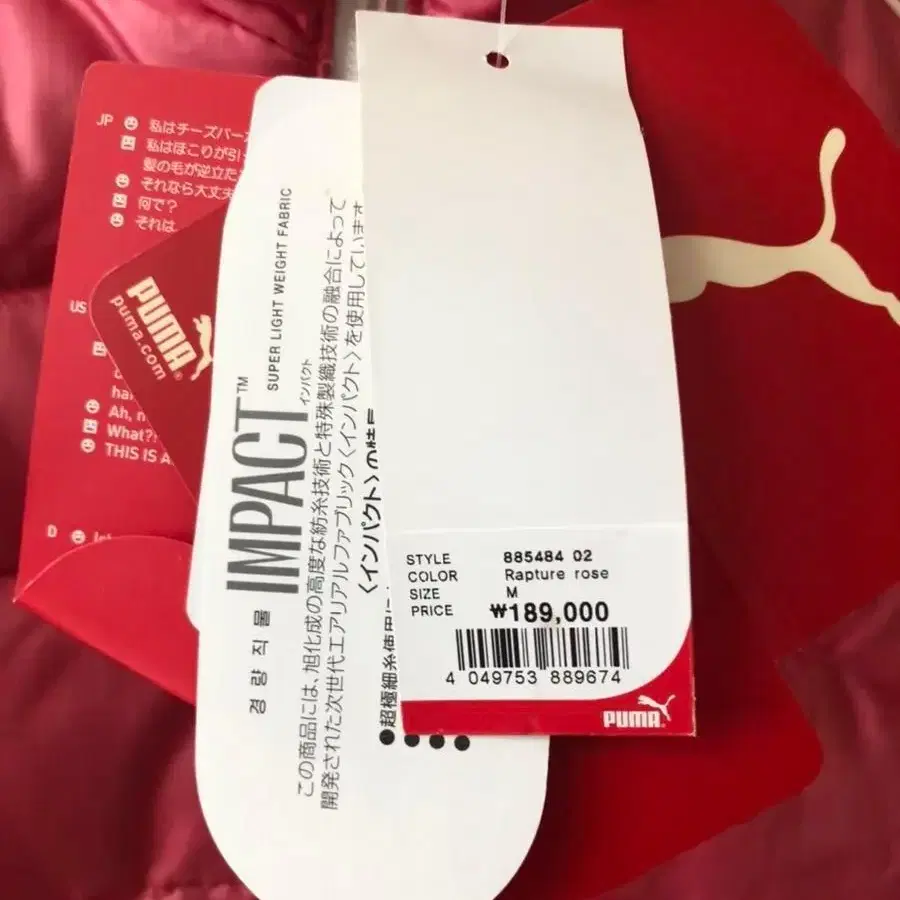 JP 私はチーズバー
私はほこりが引
髪の毛が逆立た
それなら大丈夫
何で?
それは
US
Ah,
What?!
THIS IS A
D
PUMA®
puma.com
IMPACT™
インパクト
SUPER LIGHT WEIGHT FABRIC
경량직물
この商品には、旭化成の高度な紡糸技術と特殊製織技術の融合によって
開発された次世代エアリアルファブリック〈インパクト〉を使用しています
〈インパクト〉の特長
●超極細糸使用
STYLE 885484 02
COLOR Rapture rose
SIZE M
PRICE ₩189,000
4 049753 889674
PUMA